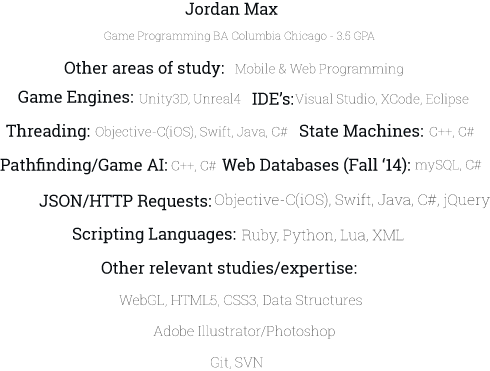 Jordan Max
Game Programming BA Columbia Chicago - 3.5 GPA
Other areas of study: Mobile & Web Programming
Game Engines: Unity3D, Unreal4 IDE's: Visual Studio, XCode, Eclipse
Threading: Objective-C(iOS), Swift, Java, C# State Machines: C++, C#
Pathfinding/Game AI: C++, C# Web Databases (Fall ‘14): mySQL, C#
JSON/HTTP Requests: Objective-C(iOS), Swift, Java, C#, jQuery
Scripting Languages: Ruby, Python, Lua, XML
Other relevant studies/expertise:
WebGL, HTML5, CSS3, Data Structures
Adobe Illustrator/Photoshop
Git, SVN